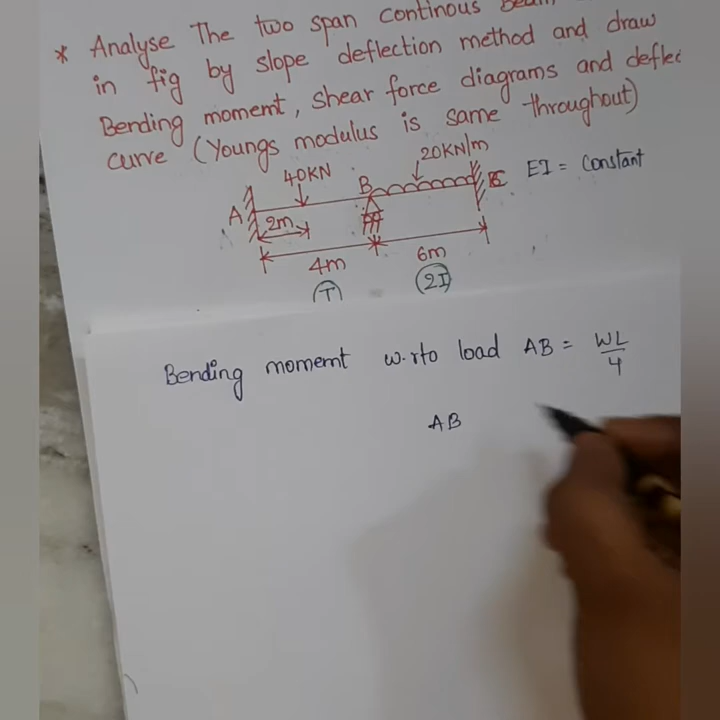 * Analyse The two span continous Beam
in fig by slope deflection method and draw
Bending moment, shear force diagrams and deflec
curve (Youngs modulus is same throughout)
40KN
B
20KN/m
C
EI = Constant
A
2m
4m
6m
I
2I
Bending moment w.rto load AB = WL/4
AB